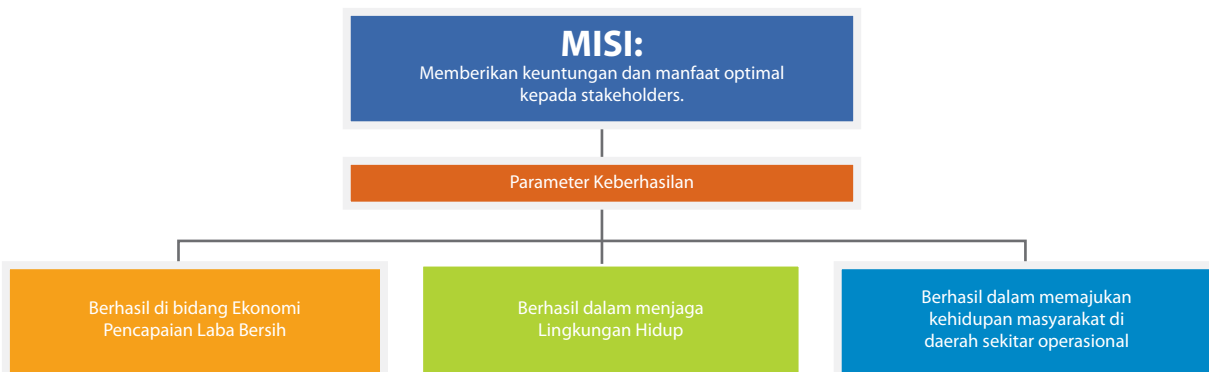 MISI:
Memberikan keuntungan dan manfaat optimal
kepada stakeholders.
Parameter Keberhasilan
Berhasil di bidang Ekonomi
Pencapaian Laba Bersih
Berhasil dalam menjaga
Lingkungan Hidup
Berhasil dalam memajukan
kehidupan masyarakat di
daerah sekitar operasional